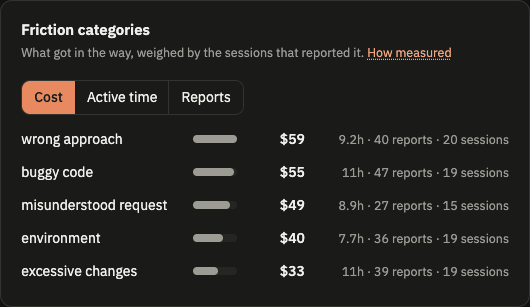 Friction categories
What got in the way, weighed by the sessions that reported it. How measured
Cost Active time Reports
wrong approach $59 9.2h · 40 reports · 20 sessions
buggy code $55 11h · 47 reports · 19 sessions
misunderstood request $49 8.9h · 27 reports · 15 sessions
environment $40 7.7h · 36 reports · 19 sessions
excessive changes $33 11h · 39 reports · 19 sessions